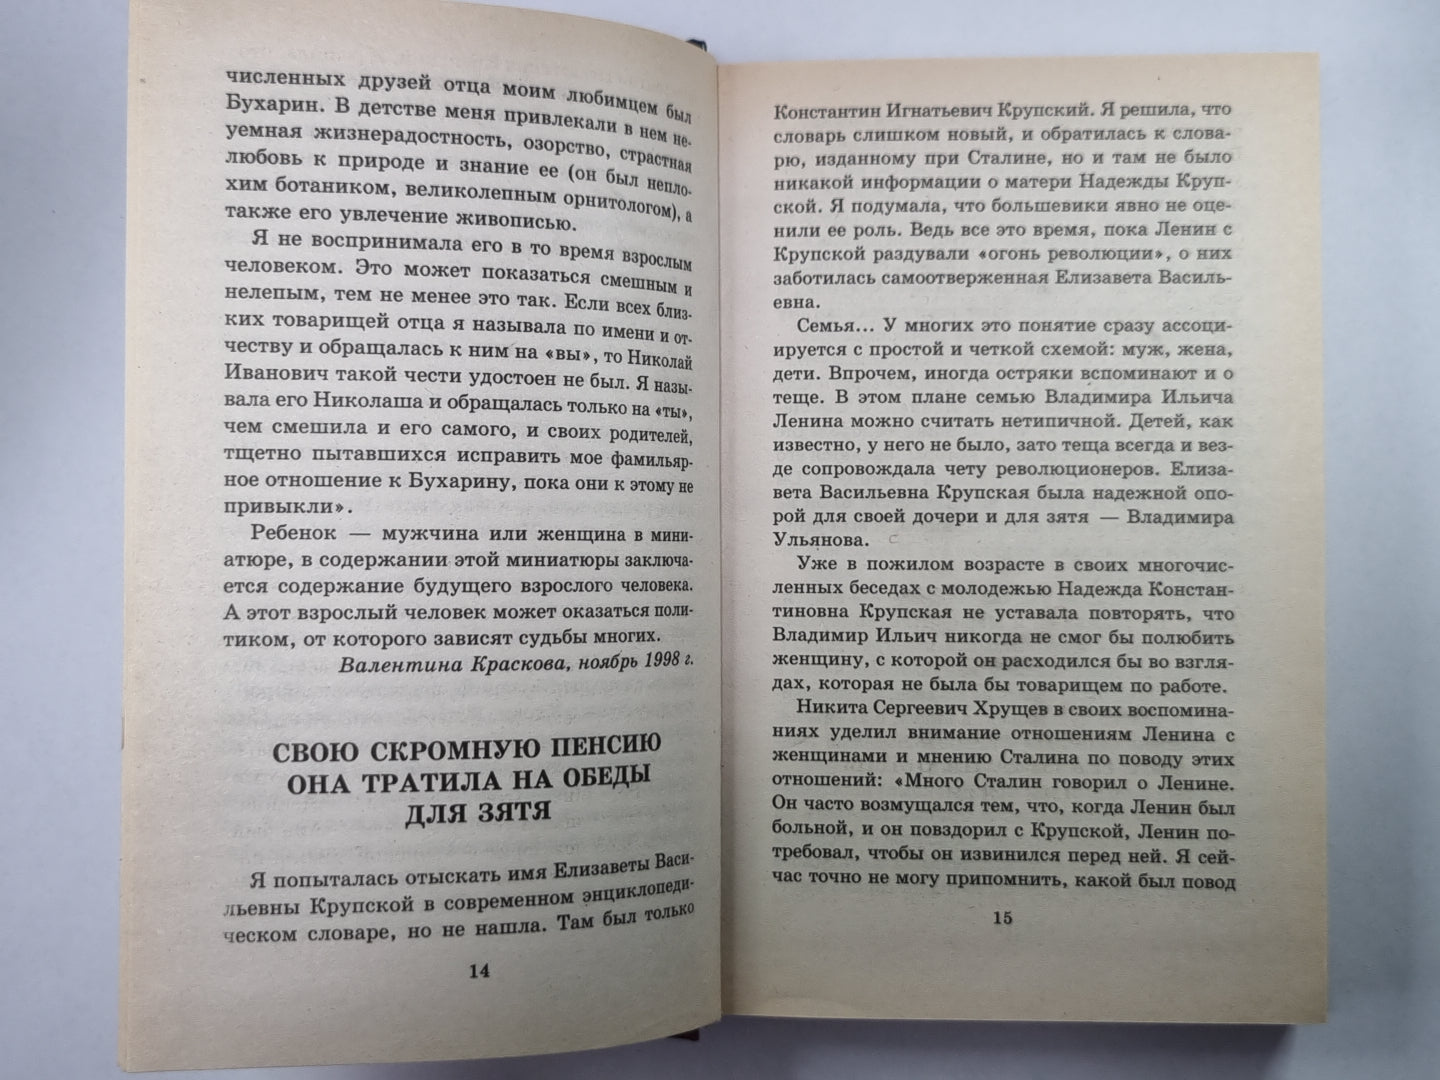 численных друзей отца моим любимцем был
Бухарин. В детстве меня привлекали в нем не-
уемная жизнерадостность, озорство, страстная
любовь к природе и знание ее (он был непло-
хим ботаником, великолепным орнитологом), а
также его увлечение живописью.
Я не воспринимала его в то время взрослым
человеком. Это может показаться смешным и
нелепым, тем не менее это так. Если всех близ-
ких товарищей отца я называла по имени и от-
честву и обращалась к ним на «вы», то Николай
Иванович такой чести удостоен не был. Я назы-
вала его Николаша и обращалась только на «ты»,
чем смешила и его самого, и своих родителей,
тщетно пытавшихся исправить мое фамильяр-
ное отношение к Бухарину, пока они к этому не
привыкли».
Ребенок — мужчина или женщина в мини-
атюре, в содержании этой миниатюры заключа-
ется содержание будущего взрослого человека.
А этот взрослый человек может оказаться поли-
тиком, от которого зависят судьбы многих.
Валентина Краскова, ноябрь 1998 г.
СВОЮ СКРОМНУЮ ПЕНСИЮ
ОНА ТРАТИЛА НА ОБЕДЫ
ДЛЯ ЗЯТЯ
Я попыталась отыскать имя Елизаветы Васи-
льевны Крупской в современном энциклопеди-
ческом словаре, но не нашла. Там был только
14
Константин Игнатьевич Крупский. Я решила, что
словарь слишком новый, и обратилась к слова-
рю, изданному при Сталине, но и там не было
никакой информации о матери Надежды Круп-
ской. Я подумала, что большевики явно не оце-
нили ее роль. Ведь все это время, пока Ленин с
Крупской раздували «огонь революции», о них
заботилась самоотверженная Елизавета Василь-
евна.
Семья... У многих это понятие сразу ассоци-
ируется с простой и четкой схемой: муж, жена,
дети. Впрочем, иногда остряки вспоминают и о
теще. В этом плане семью Владимира Ильича
Ленина можно считать нетипичной. Детей, как
известно, у него не было, зато теща всегда и вез-
де сопровождала чету революционеров. Елиза-
вета Васильевна Крупская была надежной опо-
рой для своей дочери и для зятя — Владимира
Ульянова.
Уже в пожилом возрасте в своих многочис-
ленных беседах с молодежью Надежда Констан-
тиновна Крупская не уставала повторять, что
Владимир Ильич никогда не смог бы полюбить
женщину, с которой он расходился бы во взгля-
дах, которая не была бы товарищем по работе.
Никита Сергеевич Хрущев в своих воспомина-
ниях уделил внимание отношениям Ленина с
женщинами и мнению Сталина по поводу этих
отношений: «Много Сталин говорил о Ленине.
Он часто возмущался тем, что, когда Ленин был
больной, и он повздорил с Крупской, Ленин по-
требовал, чтобы он извинился перед ней. Я сей-
час точно не могу припомнить, какой был повод
15